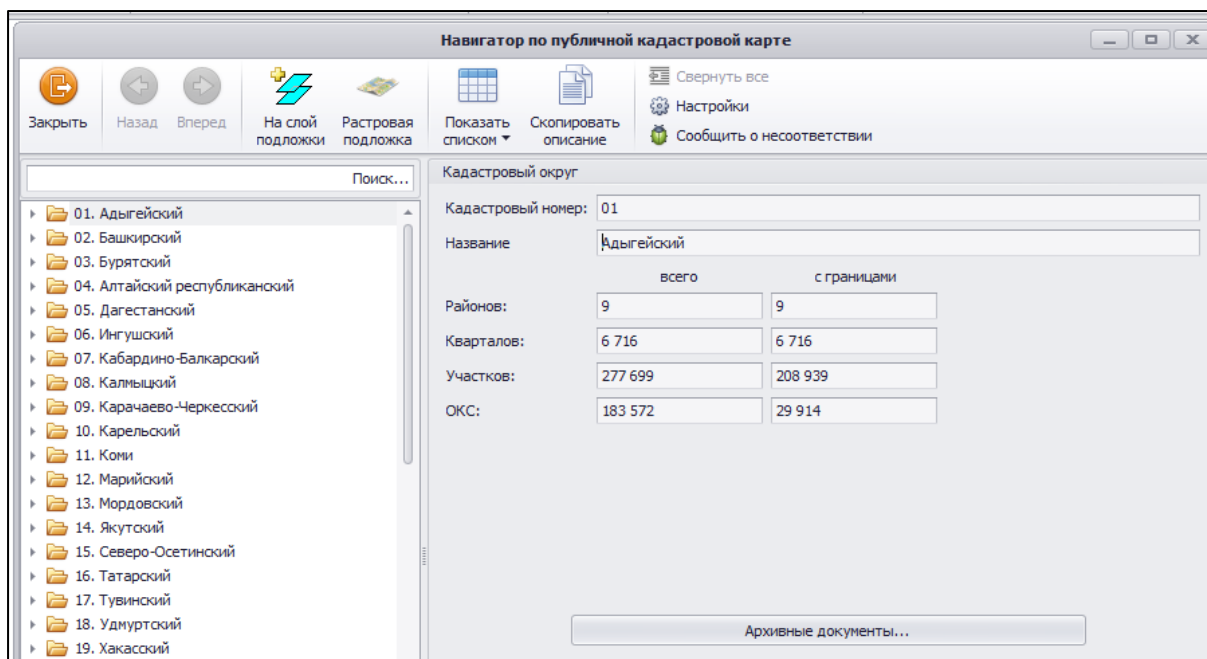 Навигатор по публичной кадастровой карте
Закрыть
Назад
Вперед
На слой
подложки
Растровая
подложка
Показать
списком
Скопировать
описание
Свернуть все
Настройки
Сообщить о несоответствии
Поиск...
01. Адыгейский
02. Башкирский
03. Бурятский
04. Алтайский республиканский
05. Дагестанский
06. Ингушский
07. Кабардино-Балкарский
08. Калмыцкий
09. Карачаево-Черкесский
10. Карельский
11. Коми
12. Марийский
13. Мордовский
14. Якутский
15. Северо-Осетинский
16. Татарский
17. Тувинский
18. Удмуртский
19. Хакасский
Кадастровый округ
Кадастровый номер: 01
Название Адыгейский
всего с границами
Районов: 9 9
Кварталов: 6 716 6 716
Участков: 277 699 208 939
ОКС: 183 572 29 914
Архивные документы...